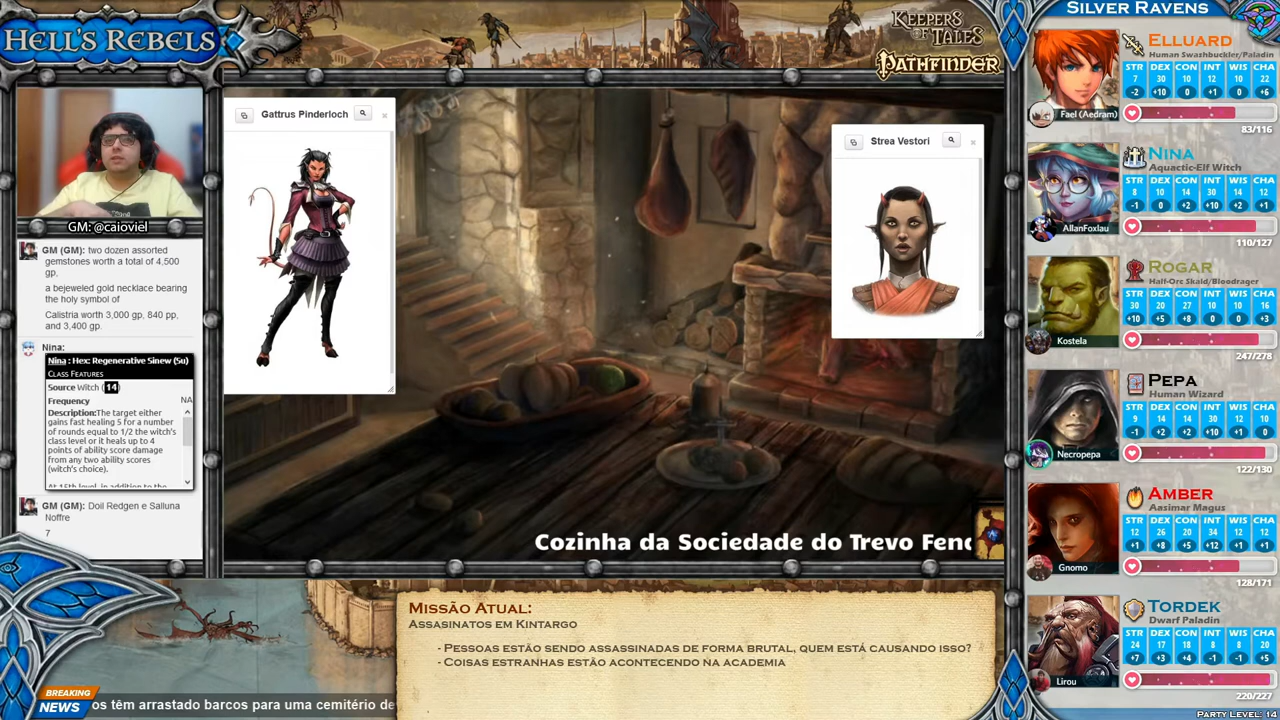 HELL'S REBELS
KEEPERS
OF TALES
PATHFINDER
GM: @caioviel
GM (GM): two dozen assorted
gemstones worth a total of 4,500
gp,
a bejeweled gold necklace bearing
the holy symbol of
Calistria worth 3,000 gp, 840 pp,
and 3,400 gp.
Nina:
Nina : Hex: Regenerative Sinew (Su)
CLASS FEATURES
Source Witch (14)
Frequency NA
Description:The target either
gains fast healing 5 for a number
of rounds equal to 1/2 the witch's
class level or it heals up to 4
points of ability score damage
from any two ability scores
(witch's choice).
At 15th level, in addition to the
GM (GM): Doil Redgen e Salluna
Noffre
7
Gattrus Pinderloch
Strea Vestori
Cozinha da Sociedade do Trevo Fend
MISSÃO ATUAL:
ASSASINATOS EM KINTARGO
- PESSOAS ESTÃO SENDO ASSASSINADAS DE FORMA BRUTAL, QUEM ESTÁ CAUSANDO ISSO?
- COISAS ESTRANHAS ESTÃO ACONTECENDO NA ACADEMIA
BREAKING
NEWS
os têm arrastado barcos para uma cemitério de
SILVER RAVENS
ELLUARD
Human Swashbuckler/Paladin
STR DEX CON INT WIS CHA
7 30 10 12 10 22
-2 +10 0 +1 0 +6
Fael (Aedram)
83/116
NINA
Aquactic-Elf Witch
STR DEX CON INT WIS CHA
8 10 14 30 14 12
-1 0 +2 +10 +2 +1
AllanFoxlau
110/127
ROGAR
Half-Orc Skald/Bloodrager
STR DEX CON INT WIS CHA
30 20 27 10 10 16
+10 +5 +8 0 0 +3
Kostela
247/278
PEPA
Human Wizard
STR DEX CON INT WIS CHA
9 14 14 30 12 10
-1 +2 +2 +10 +1 0
Necropepa
122/130
AMBER
Aasimar Magus
STR DEX CON INT WIS CHA
12 26 20 34 12 12
+1 +8 +5 +12 +1 +1
Gnomo
128/171
TORDEK
Dwarf Paladin
STR DEX CON INT WIS CHA
24 17 18 8 8 20
+7 +3 +4 -1 -1 +5
Lirou
220/227
PARTY LEVEL: 14